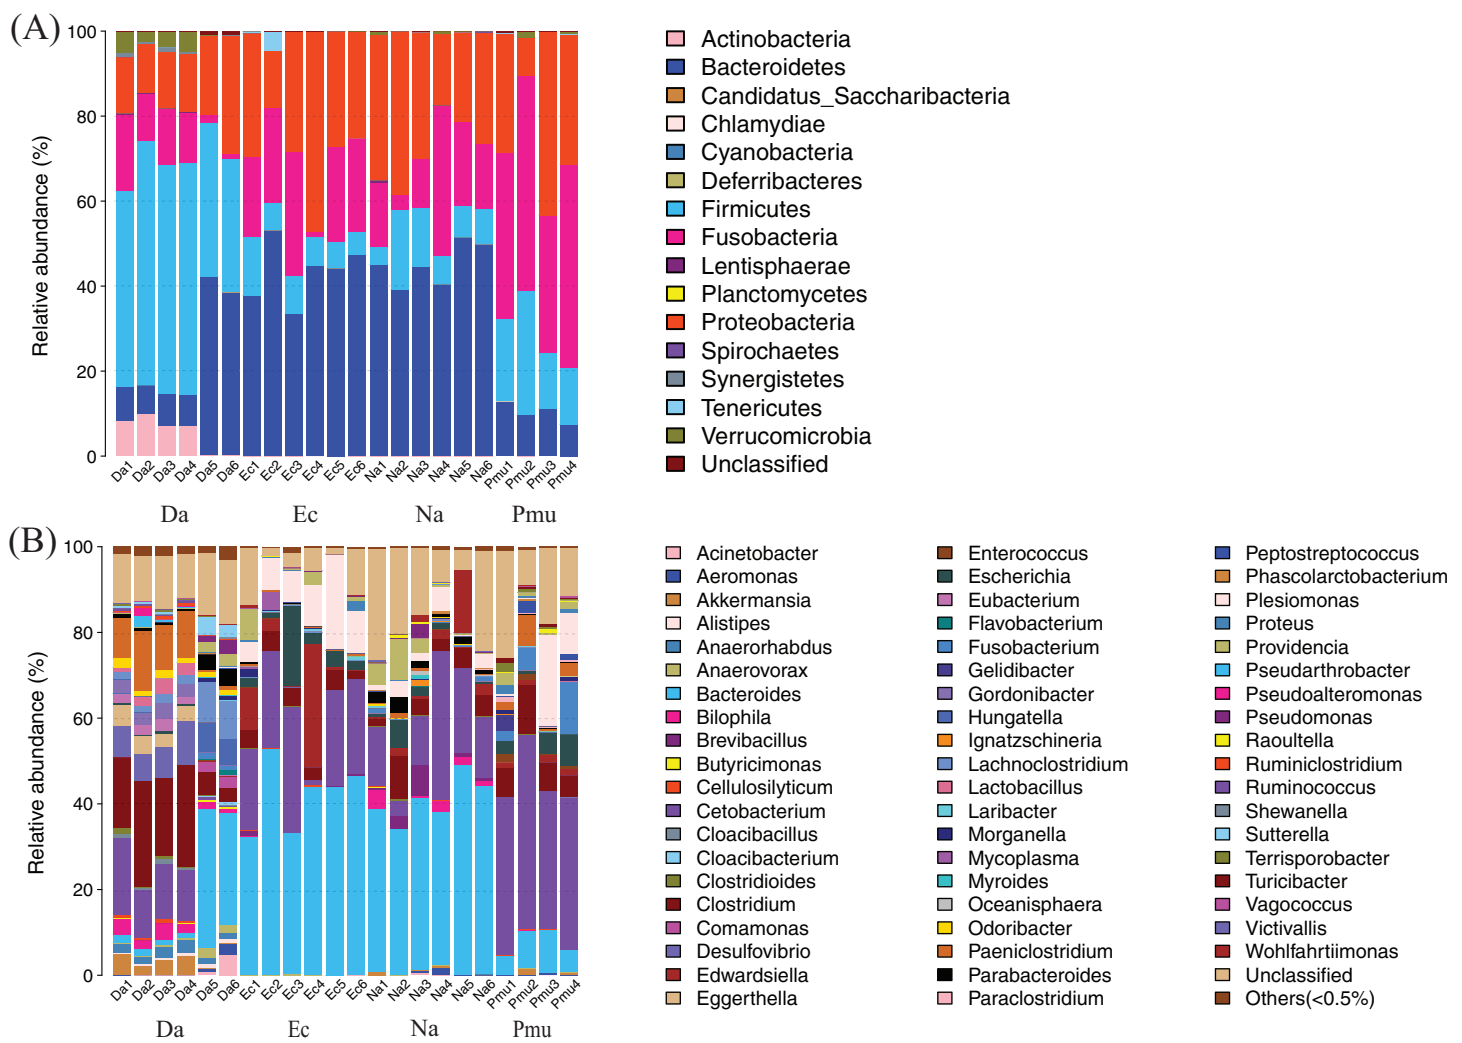 (A)
Relative abundance (%)
100
80
60
40
20
0
Da1 Da2 Da3 Da4 Da5 Da6 Ec1 Ec2 Ec3 Ec4 Ec5 Ec6 Na1 Na2 Na3 Na4 Na5 Na6 Pmu1 Pmu2 Pmu3 Pmu4
Da Ec Na Pmu
Actinobacteria
Bacteroidetes
Candidatus_Saccharibacteria
Chlamydiae
Cyanobacteria
Deferribacteres
Firmicutes
Fusobacteria
Lentisphaerae
Planctomycetes
Proteobacteria
Spirochaetes
Synergistetes
Tenericutes
Verrucomicrobia
Unclassified
(B)
Relative abundance (%)
100
80
60
40
20
0
Da1 Da2 Da3 Da4 Da5 Da6 Ec1 Ec2 Ec3 Ec4 Ec5 Ec6 Na1 Na2 Na3 Na4 Na5 Na6 Pmu1 Pmu2 Pmu3 Pmu4
Da Ec Na Pmu
Acinetobacter
Aeromonas
Akkermansia
Alistipes
Anaerorhabdus
Anaerovorax
Bacteroides
Bilophila
Brevibacillus
Butyricimonas
Cellulosilyticum
Cetobacterium
Cloacibacillus
Cloacibacterium
Clostridioides
Clostridium
Comamonas
Desulfovibrio
Edwardsiella
Eggerthella
Enterococcus
Escherichia
Eubacterium
Flavobacterium
Fusobacterium
Gelidibacter
Gordonibacter
Hungatella
Ignatzschineria
Lachnoclostridium
Lactobacillus
Laribacter
Morganella
Mycoplasma
Myroides
Oceanisphaera
Odoribacter
Paeniclostridium
Parabacteroides
Paraclostridium
Peptostreptococcus
Phascolarctobacterium
Plesiomonas
Proteus
Providencia
Pseudarthrobacter
Pseudoalteromonas
Pseudomonas
Raoultella
Ruminiclostridium
Ruminococcus
Shewanella
Sutterella
Terrisporobacter
Turicibacter
Vagococcus
Victivallis
Wohlfahrtiimonas
Unclassified
Others(<0.5%)